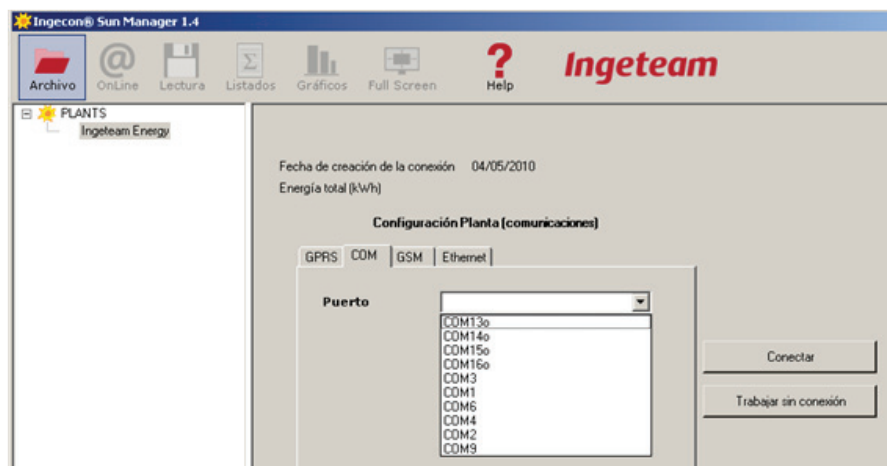 Ingecon® Sun Manager 1.4
Archivo OnLine Lectura Listados Gráficos Full Screen Help Ingeteam
PLANTS
Ingeteam Energy
Fecha de creación de la conexión 04/05/2010
Energía total (kWh)
Configuración Planta (comunicaciones)
GPRS COM GSM Ethernet
Puerto
COM13o
COM14o
COM15o
COM16o
COM3
COM1
COM6
COM4
COM2
COM9
Conectar
Trabajar sin conexión